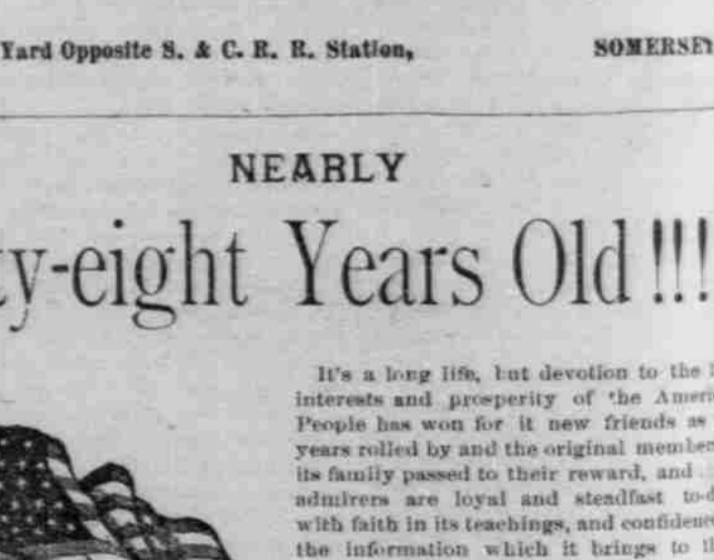 Yard Opposite S. & C. R. R. Station, SOMERSET
NEARLY
ty-eight Years Old!!!
It's a long life, but devotion to the
interests and prosperity of the Ameri
People has won for it new friends as
years rolled by and the original member
its family passed to their reward, and
admirers are loyal and steadfast to-d
with faith in its teachings, and confidenc
the information which it brings to th